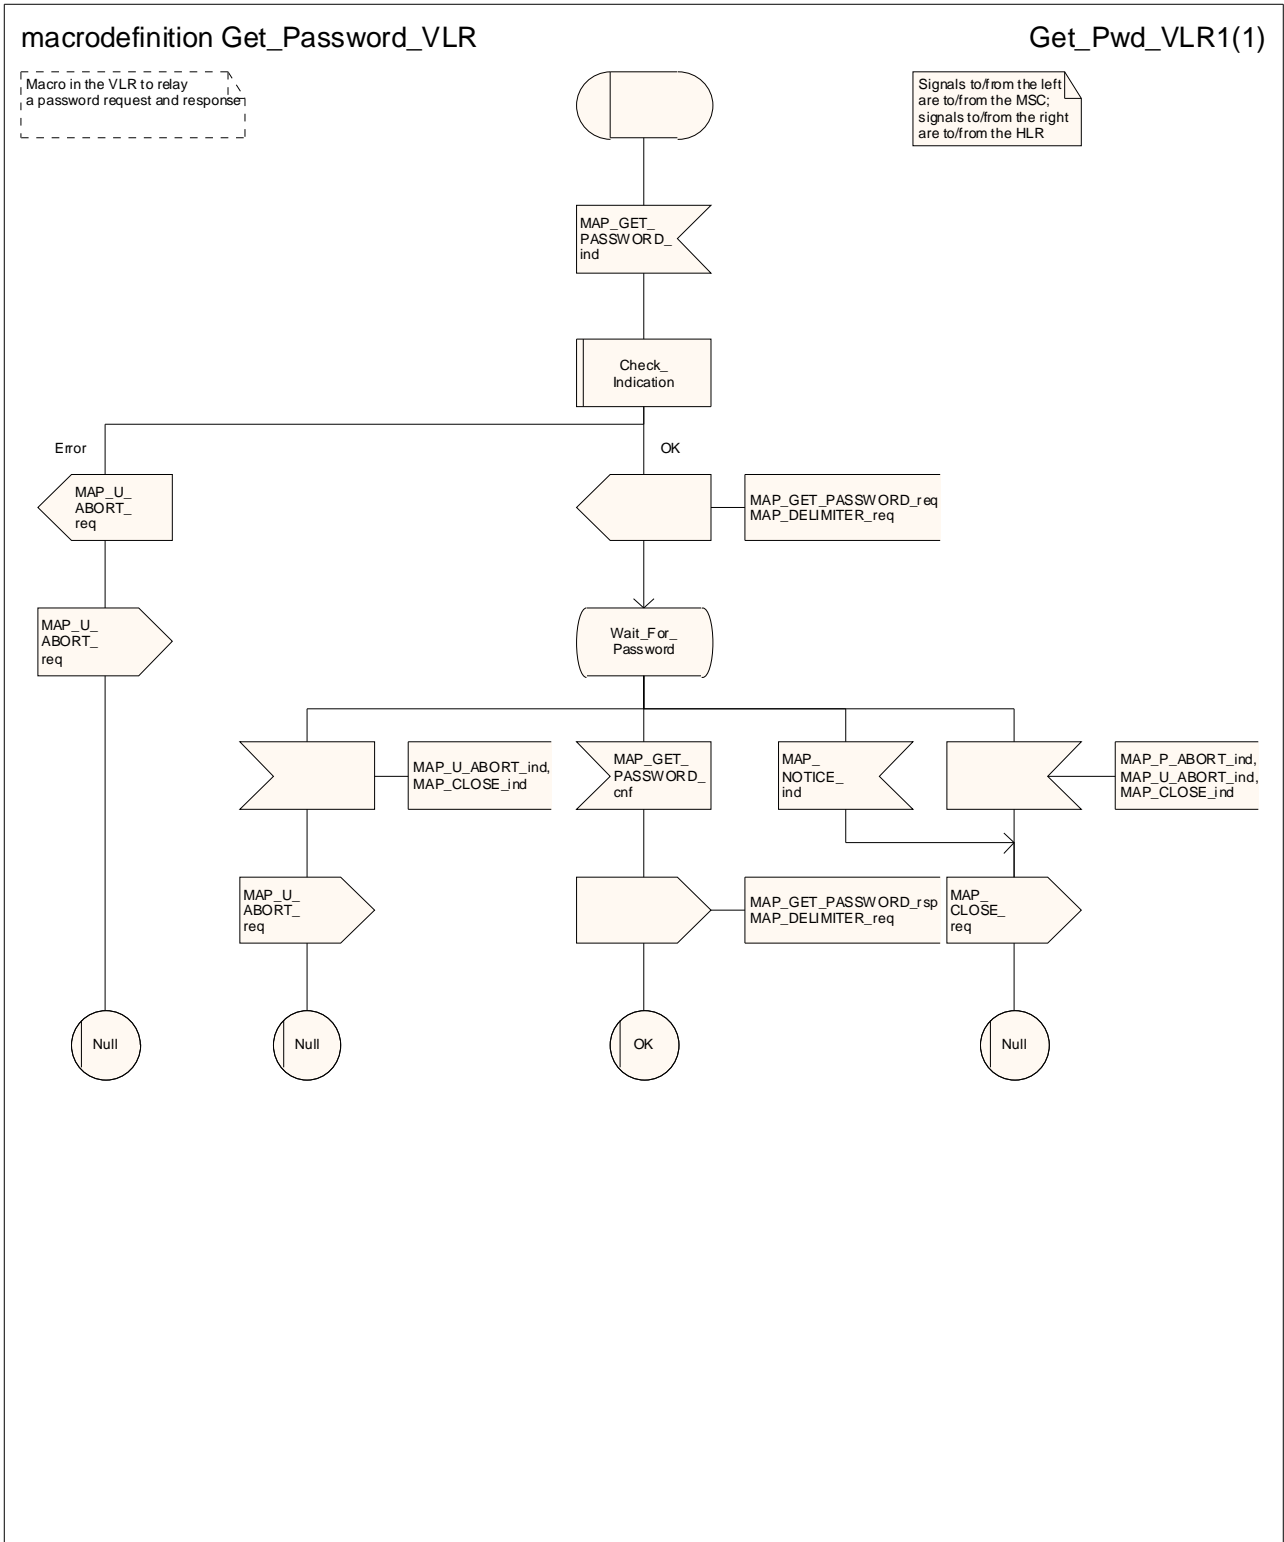 macrodefinition Get_Password_VLR
Get_Pwd_VLR1(1)
Macro in the VLR to relay
a password request and response
Signals to/from the left
are to/from the MSC;
signals to/from the right
are to/from the HLR
MAP_GET_
PASSWORD_
ind
Check_
Indication
Error
OK
MAP_U_
ABORT_
req
MAP_GET_PASSWORD_req
MAP_DELIMITER_req
MAP_U_
ABORT_
req
Wait_For_
Password
MAP_U_ABORT_ind,
MAP_CLOSE_ind
MAP_GET_
PASSWORD_
cnf
MAP_
NOTICE_
ind
MAP_P_ABORT_ind,
MAP_U_ABORT_ind,
MAP_CLOSE_ind
MAP_U_
ABORT_
req
MAP_GET_PASSWORD_rsp
MAP_DELIMITER_req
MAP_
CLOSE_
req
Null
Null
OK
Null